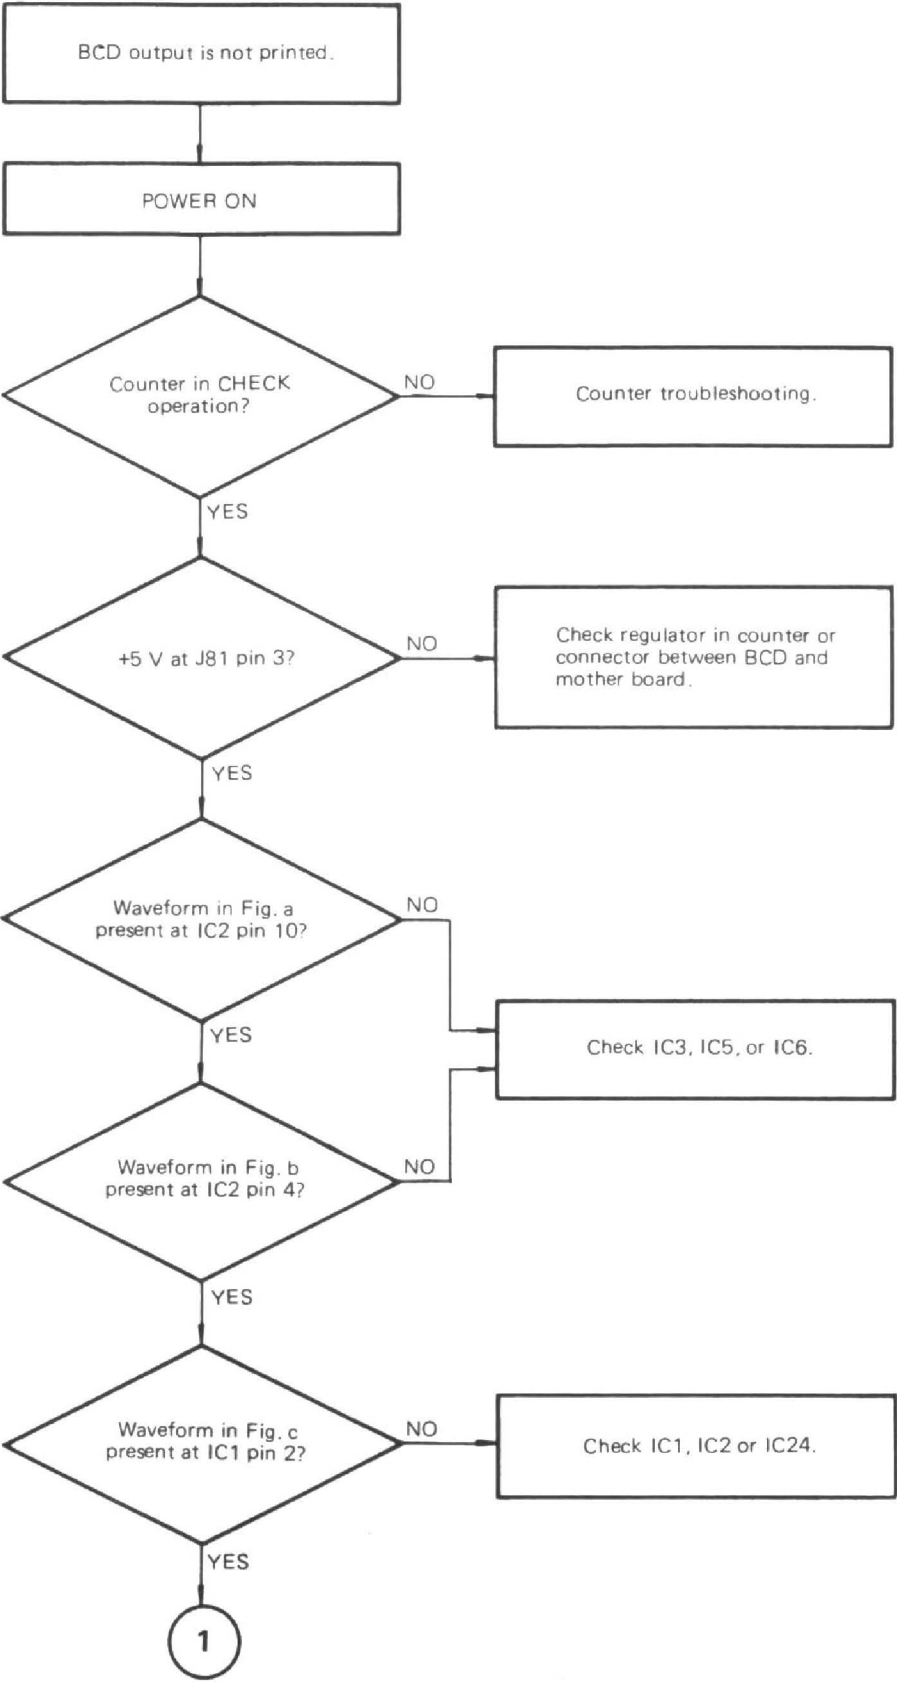 BCD output is not printed.
POWER ON
Counter in CHECK
operation?
NO
Counter troubleshooting.
YES
+5 V at J81 pin 3?
NO
Check regulator in counter or
connector between BCD and
mother board.
YES
Waveform in Fig. a
present at IC2 pin 10?
NO
YES
Check IC3, IC5, or IC6.
Waveform in Fig. b
present at IC2 pin 4?
NO
YES
Waveform in Fig. c
present at IC1 pin 2?
NO
Check IC1, IC2 or IC24.
YES
1